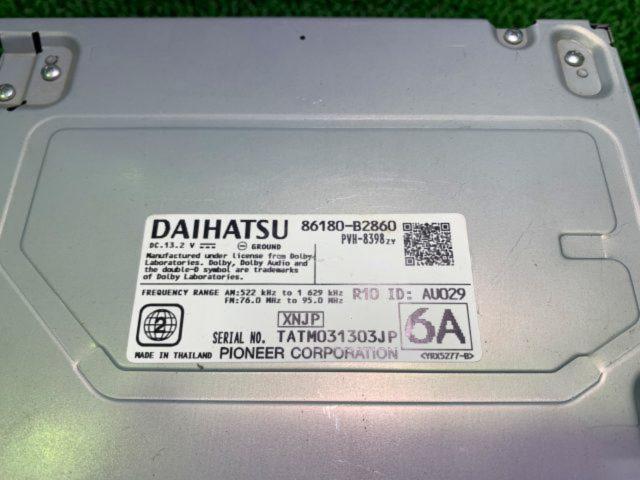 DAIHATSU 86180-B2860
DC.13.2 V GROUND PVH-8398ZY
Manufactured under license from Dolby
Laboratories. Dolby, Dolby Audio and
the double-D symbol are trademarks
of Dolby Laboratories.
FREQUENCY RANGE AM:522 kHz to 1 629 kHz R10 ID: AU029
FM:76.0 MHz to 95.0 MHz
2 XNJP 6A
SERIAL NO. TATM031303JP
MADE IN THAILAND PIONEER CORPORATION <YRX5277-B>